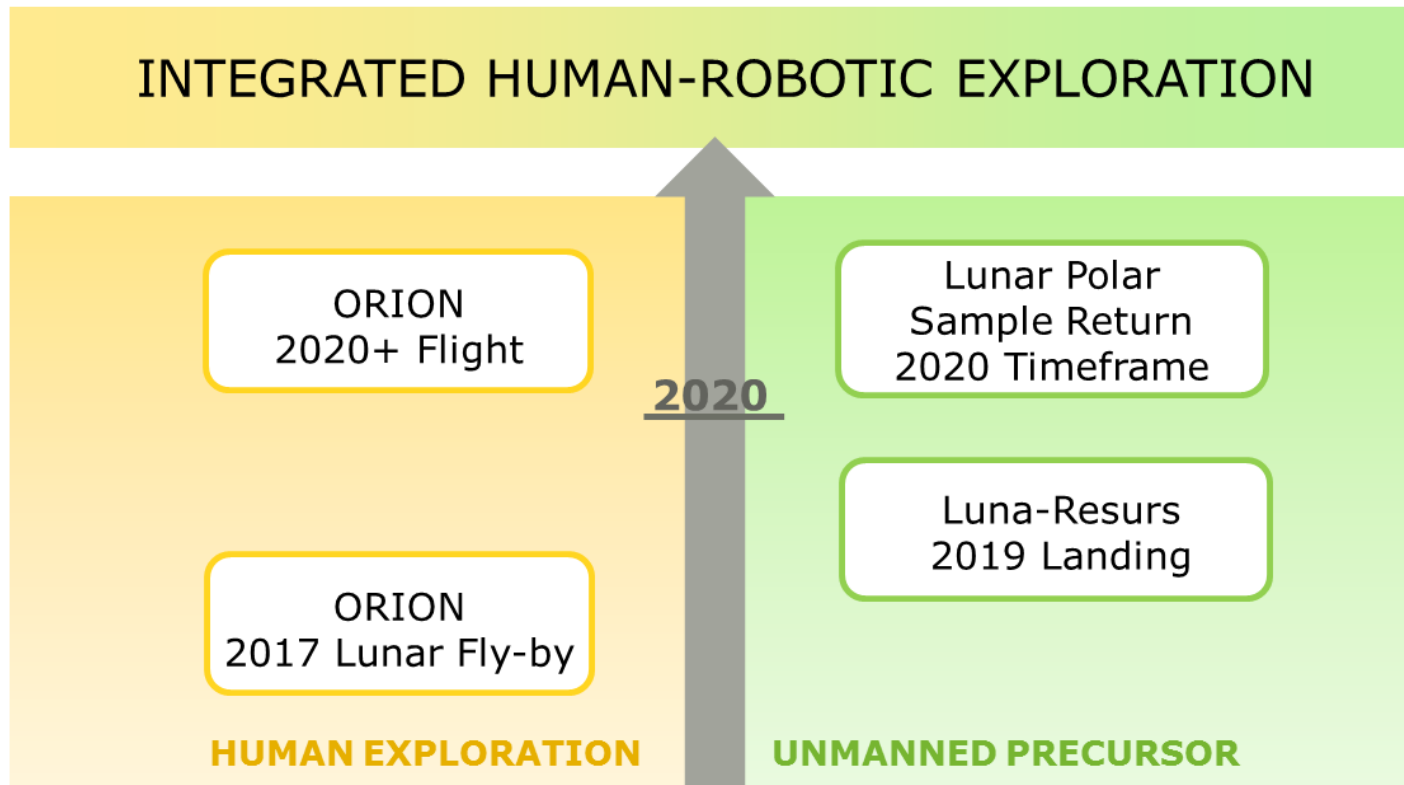 INTEGRATED HUMAN-ROBOTIC EXPLORATION
ORION
2020+ Flight
Lunar Polar
Sample Return
2020 Timeframe
2020
Luna-Resurs
2019 Landing
ORION
2017 Lunar Fly-by
HUMAN EXPLORATION
UNMANNED PRECURSOR